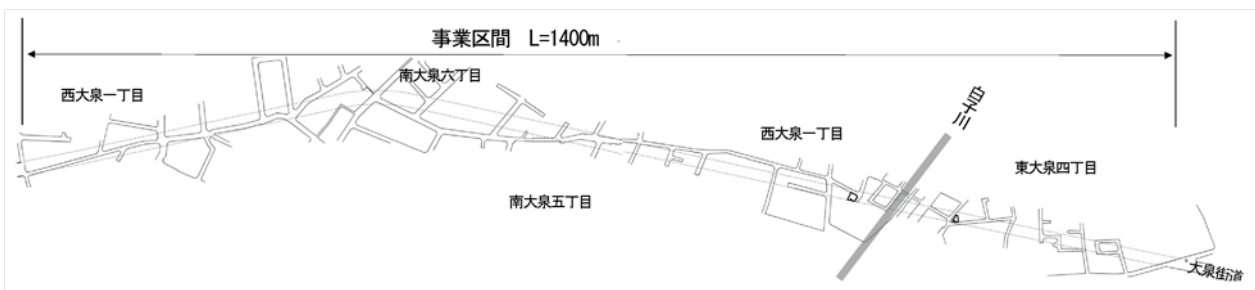 事業区間 L=1400m
南大泉六丁目
西大泉一丁目
白子川
西大泉一丁目
東大泉四丁目
南大泉五丁目
大泉街道